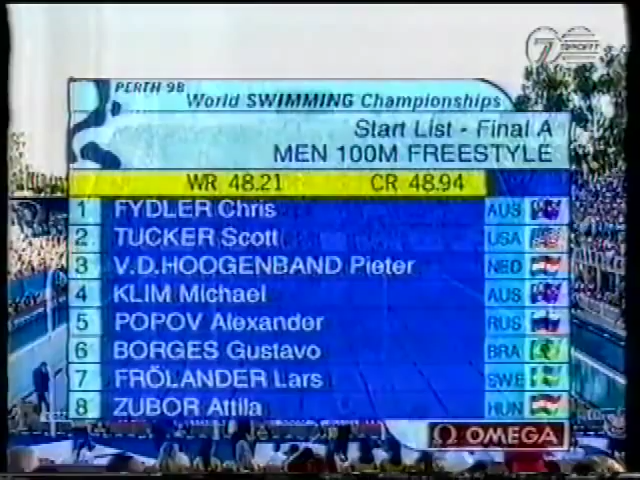 7 SPORT
PERTH 98
World SWIMMING Championships
Start List - Final A
MEN 100M FREESTYLE
WR 48.21 CR 48.94
1 FYDLER Chris AUS
2 TUCKER Scott USA
3 V.D.HOOGENBAND Pieter NED
4 KLIM Michael AUS
5 POPOV Alexander RUS
6 BORGES Gustavo BRA
7 FRÖLANDER Lars SWE
8 ZUBOR Attila HUN
Ω OMEGA